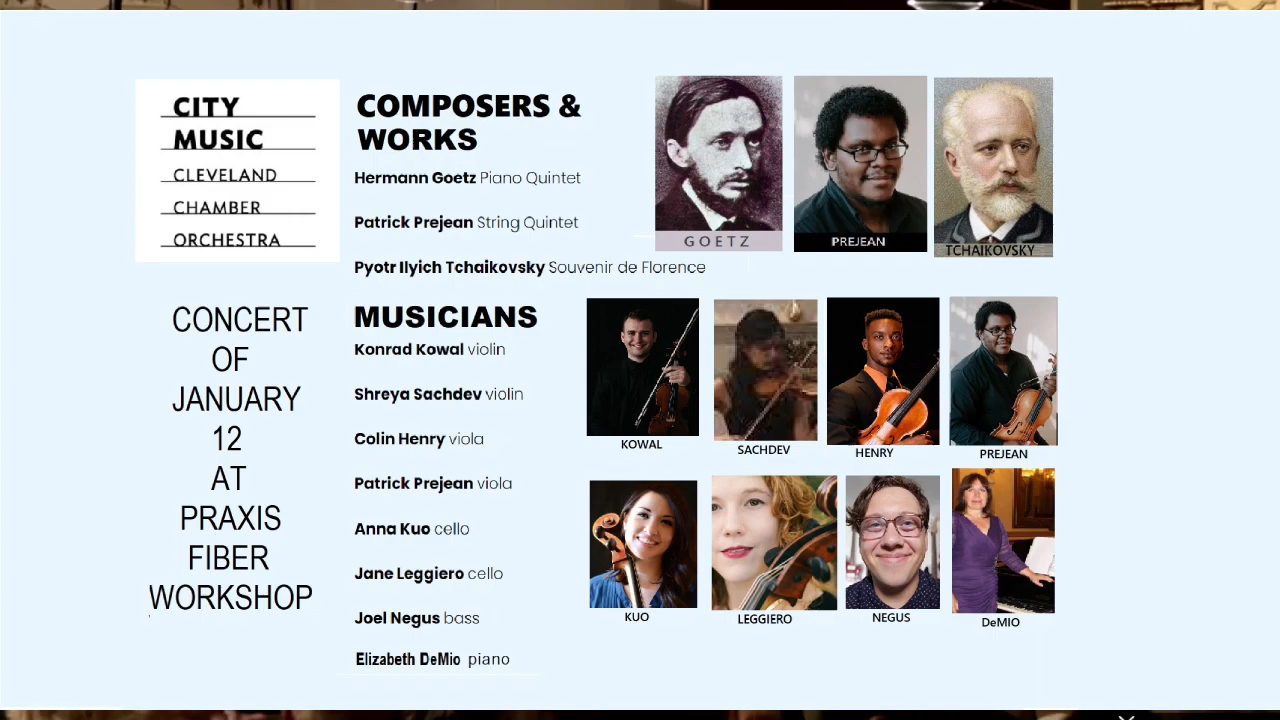 CITY
MUSIC
CLEVELAND
CHAMBER
ORCHESTRA
CONCERT
OF
JANUARY
12
AT
PRAXIS
FIBER
WORKSHOP
COMPOSERS &
WORKS
Hermann Goetz Piano Quintet
Patrick Prejean String Quintet
Pyotr Ilyich Tchaikovsky Souvenir de Florence
GOETZ
PREJEAN
TCHAIKOVSKY
MUSICIANS
Konrad Kowal violin
Shreya Sachdev violin
Colin Henry viola
Patrick Prejean viola
Anna Kuo cello
Jane Leggiero cello
Joel Negus bass
Elizabeth DeMio piano
KOWAL
SACHDEV
HENRY
PREJEAN
KUO
LEGGIERO
NEGUS
DeMIO